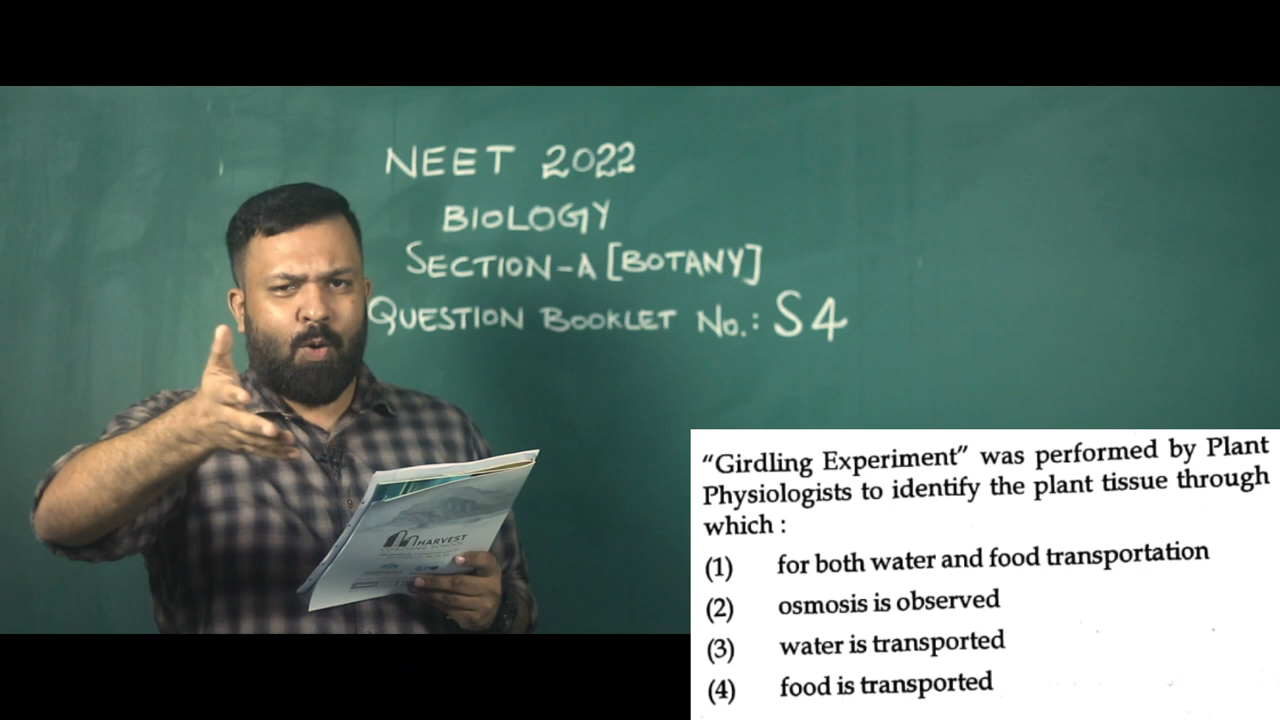 NEET 2022
BIOLOGY
SECTION-A [BOTANY]
QUESTION BOOKLET No.: S4
HARVEST
"Girdling Experiment" was performed by Plant
Physiologists to identify the plant tissue through
which :
(1) for both water and food transportation
(2) osmosis is observed
(3) water is transported
(4) food is transported